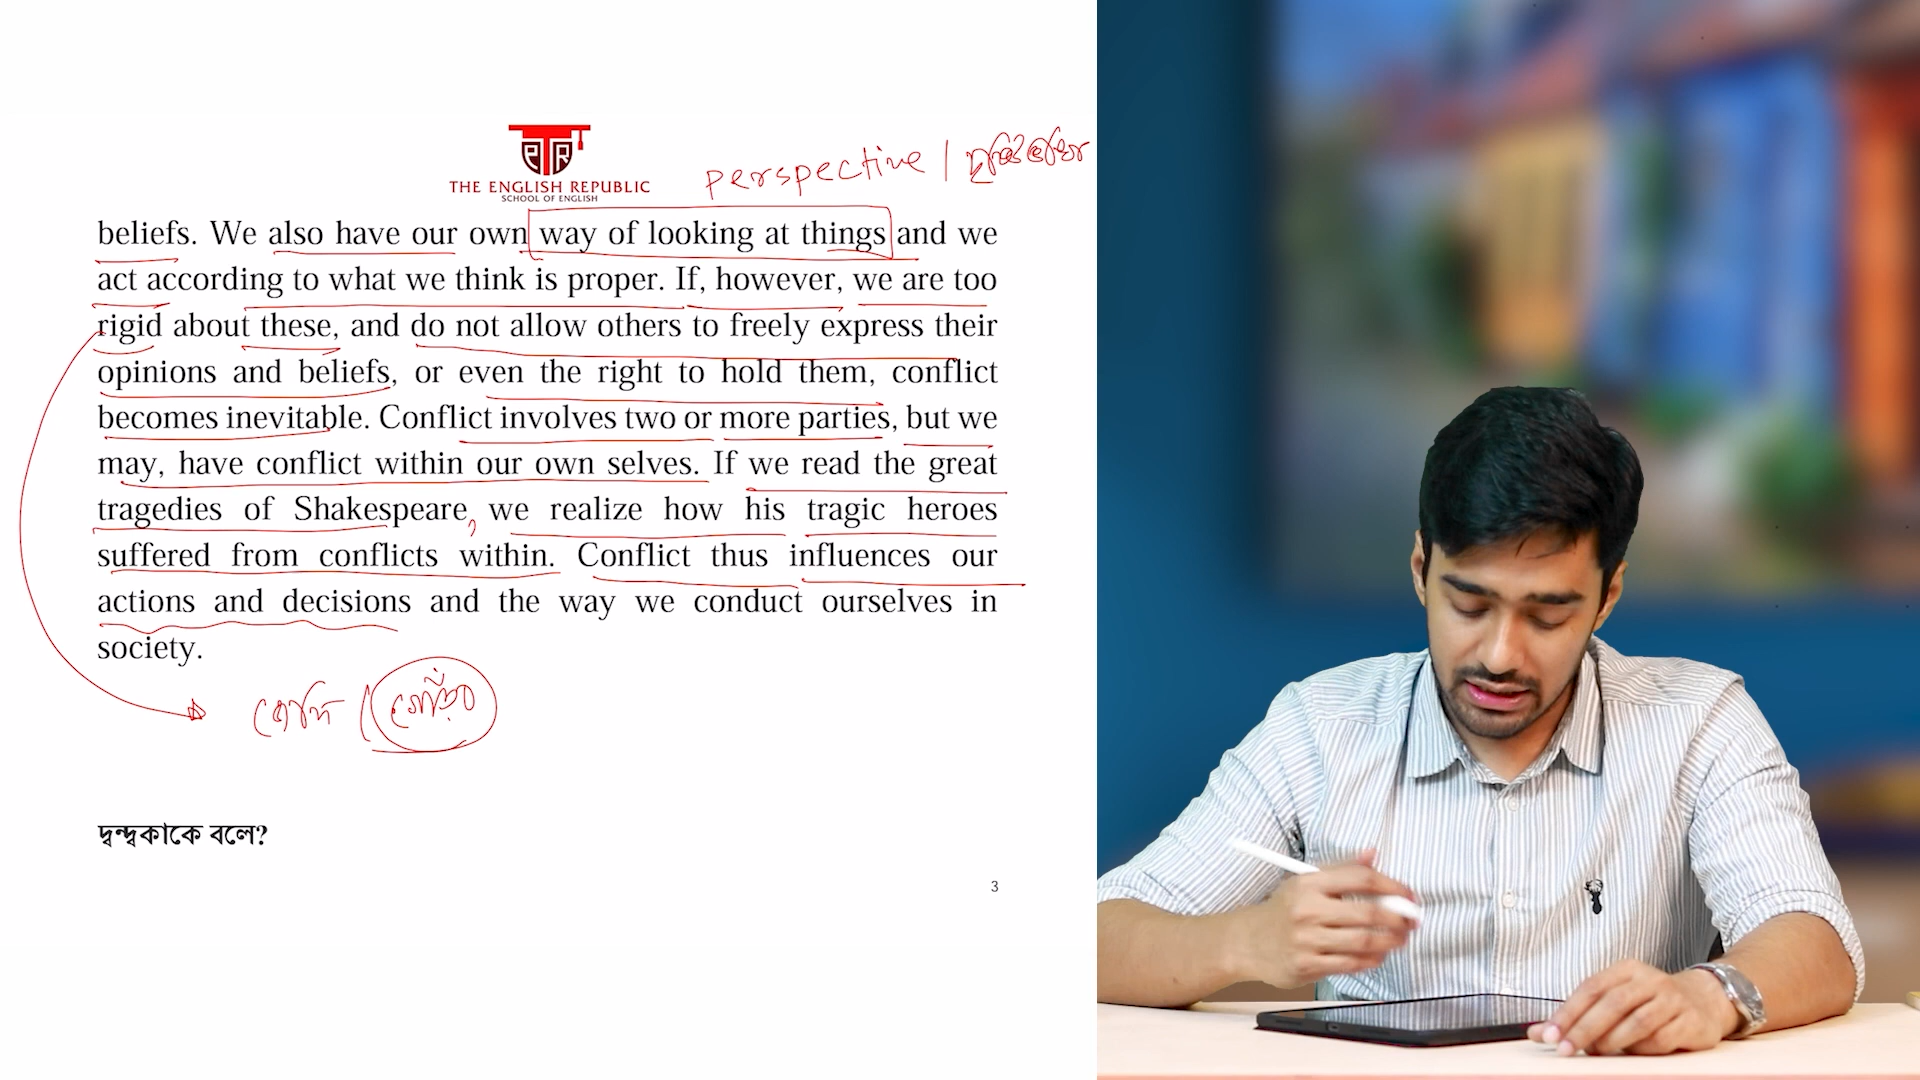 PTR
THE ENGLISH REPUBLIC
SCHOOL OF ENGLISH
perspective |
beliefs. We also have our own way of looking at things and we
act according to what we think is proper. If, however, we are too
rigid about these, and do not allow others to freely express their
opinions and beliefs, or even the right to hold them, conflict
becomes inevitable. Conflict involves two or more parties, but we
may, have conflict within our own selves. If we read the great
tragedies of Shakespeare, we realize how his tragic heroes
suffered from conflicts within. Conflict thus influences our
actions and decisions and the way we conduct ourselves in
society.
দ্বন্দ্বকাকে বলে?
3